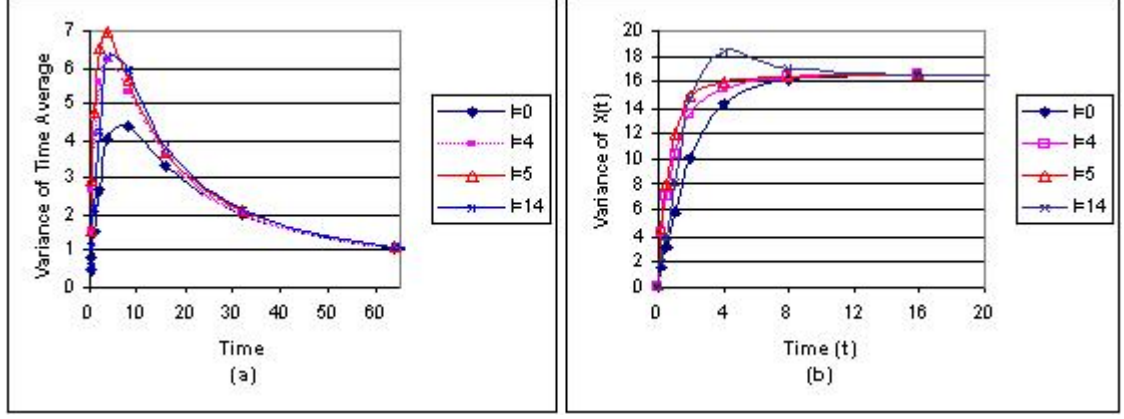 Variance of Time Average
7
6
5
4
3
2
1
0
0 10 20 30 40 50 60
Time
(a)
I=0
I=4
I=5
I=14
Variance of X(t)
20
18
16
14
12
10
8
6
4
2
0
0 4 8 12 16 20
Time (t)
(b)
I=0
I=4
I=5
I=14